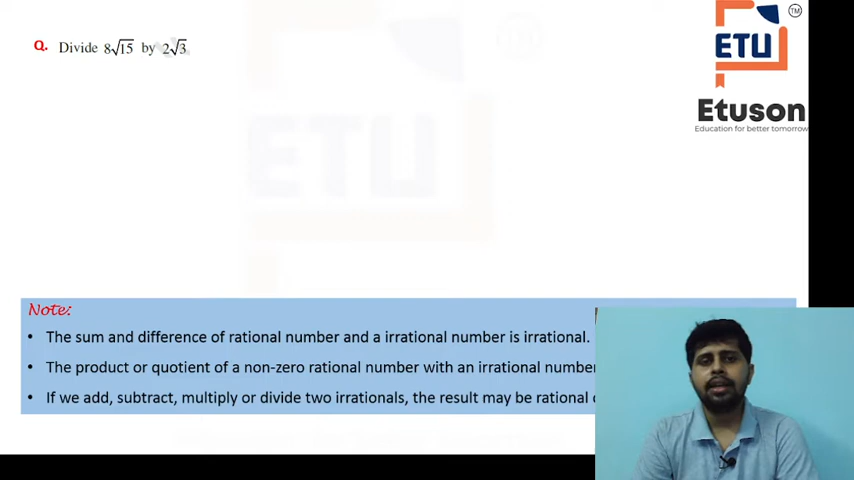 Q. Divide 8√15 by 2√3
TM
ETU
Etuson
Education for better tomorrow
ETU
Note:
• The sum and difference of rational number and a irrational number is irrational.
• The product or quotient of a non-zero rational number with an irrational number
• If we add, subtract, multiply or divide two irrationals, the result may be rational